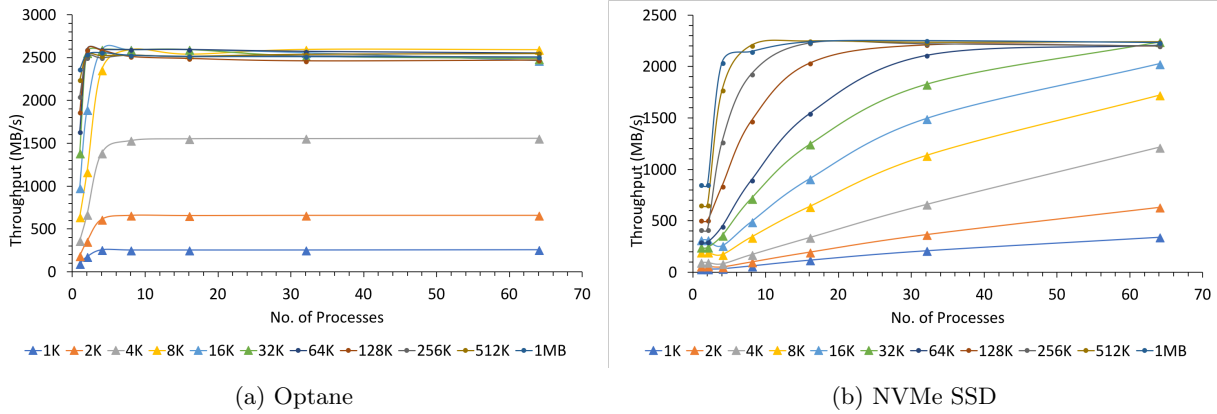 Throughput (MB/s)
3000
2500
2000
1500
1000
500
0
0 10 20 30 40 50 60 70
No. of Processes
1K 2K 4K 8K 16K 32K 64K 128K 256K 512K 1MB
(a) Optane
Throughput (MB/s)
2500
2000
1500
1000
500
0
0 10 20 30 40 50 60 70
No. of Processes
1K 2K 4K 8K 16K 32K 64K 128K 256K 512K 1MB
(b) NVMe SSD